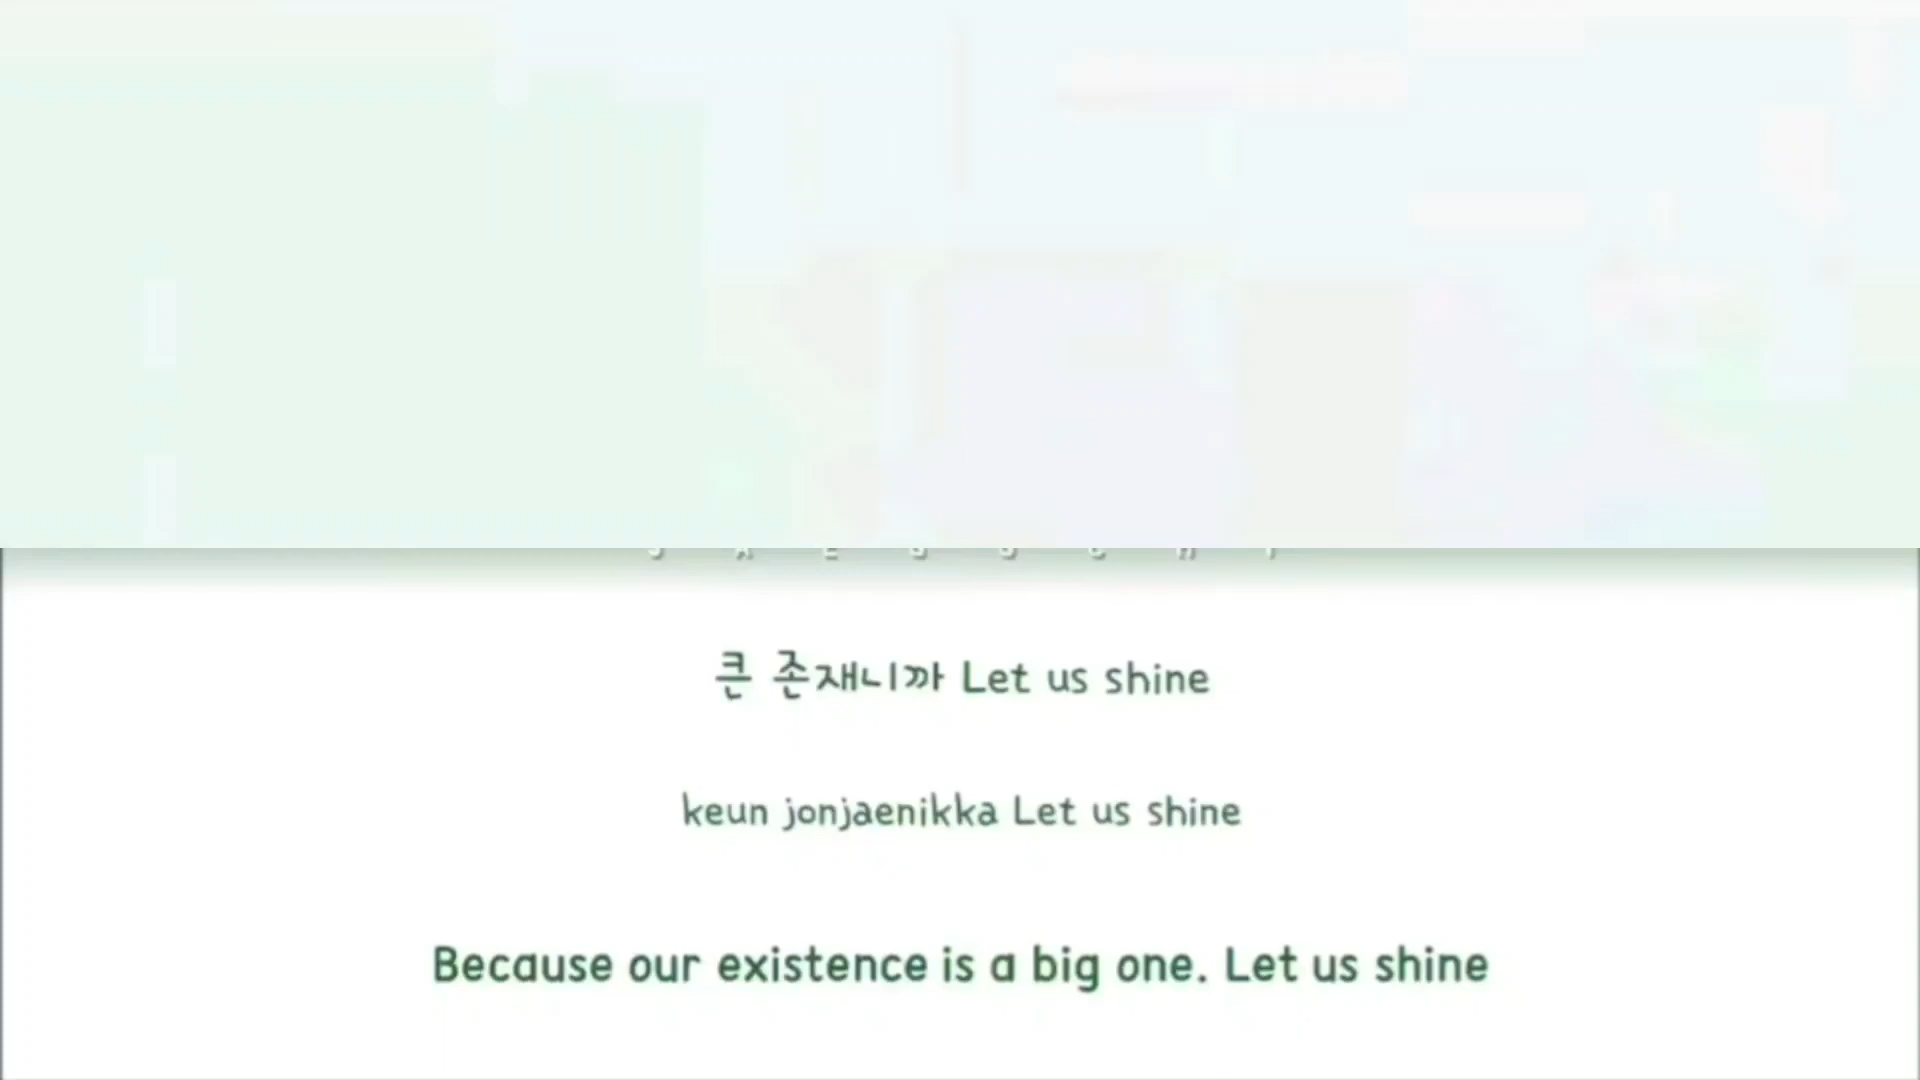 큰 존재니까 Let us shine
keun jonjaenikka Let us shine
Because our existence is a big one. Let us shine